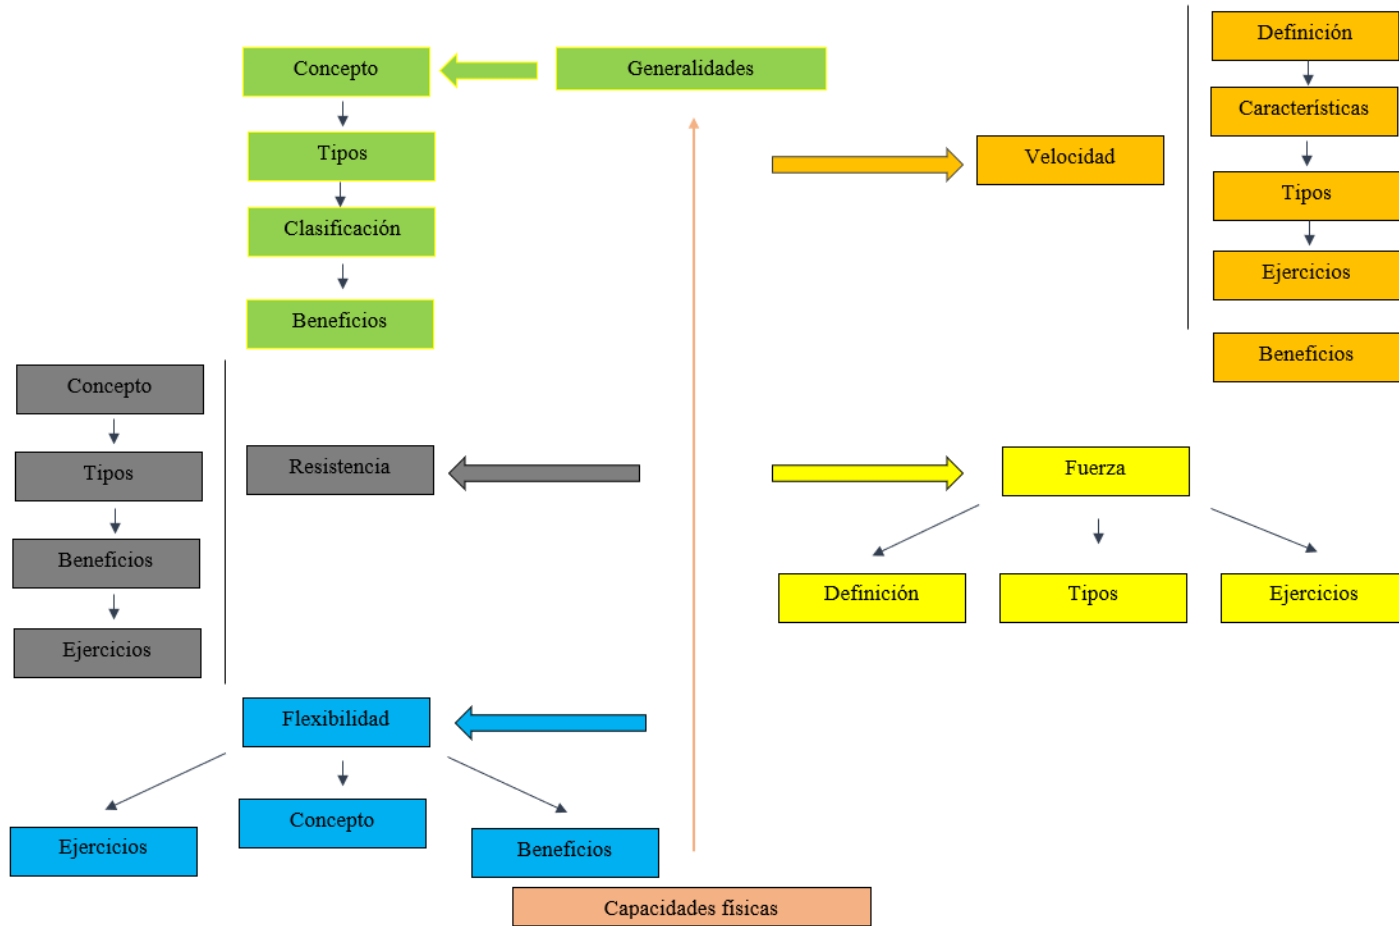 Generalidades
Concepto
Tipos
Clasificación
Beneficios
Velocidad
Definición
Características
Tipos
Ejercicios
Beneficios
Resistencia
Concepto
Tipos
Beneficios
Ejercicios
Fuerza
Definición
Tipos
Ejercicios
Flexibilidad
Ejercicios
Concepto
Beneficios
Capacidades físicas